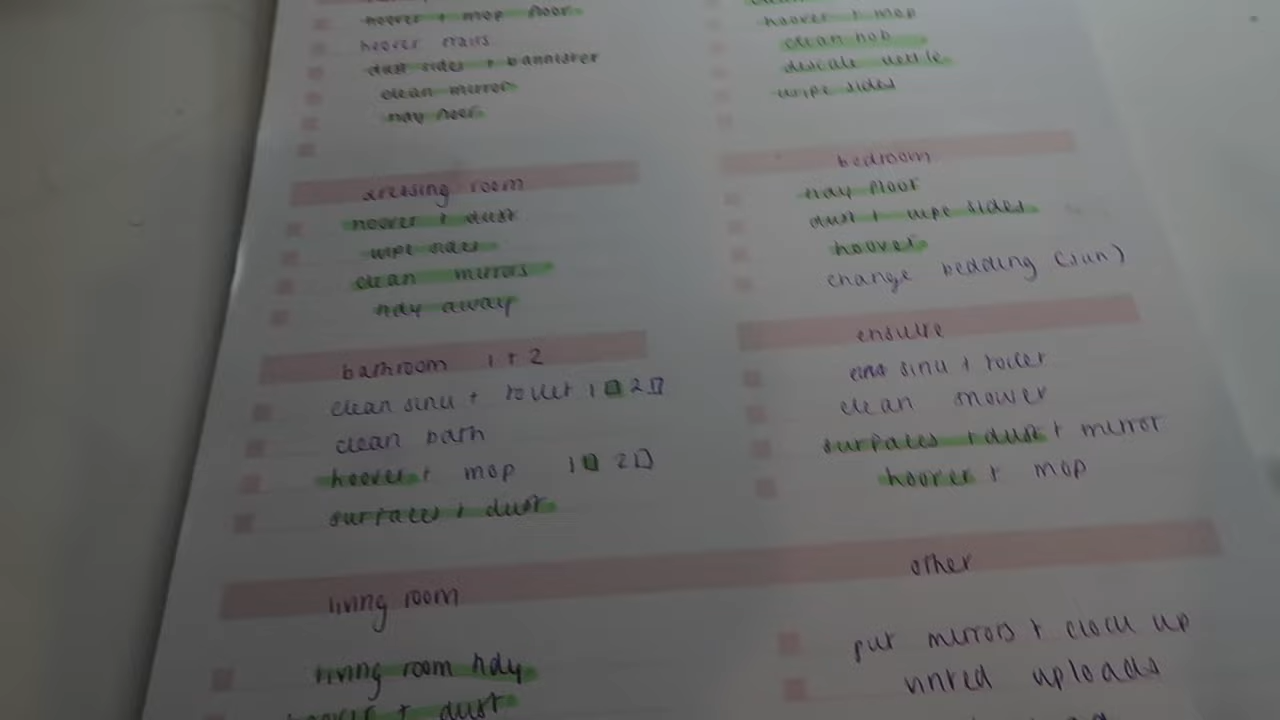 hoover + mop floor
hoover stairs
dust sides + bannister
clean mirror
tidy floor
hoover + mop
clean hob
descale kettle
wipe sides
dressing room
hoover + dust
wipe sides
clean mirrors
tidy away
bedroom
tidy floor
dust + wipe sides
hoover
change bedding (sun)
bathroom 1 + 2
clean sink + toilet 1 2
clean bath
hoover + mop 1 2
surfaces + dust
ensuite
sink + toilet
clean shower
surfaces + dust + mirror
hoover + mop
living room
living room tidy
hoover + dust
other
put mirrors + clock up
vinted uploads